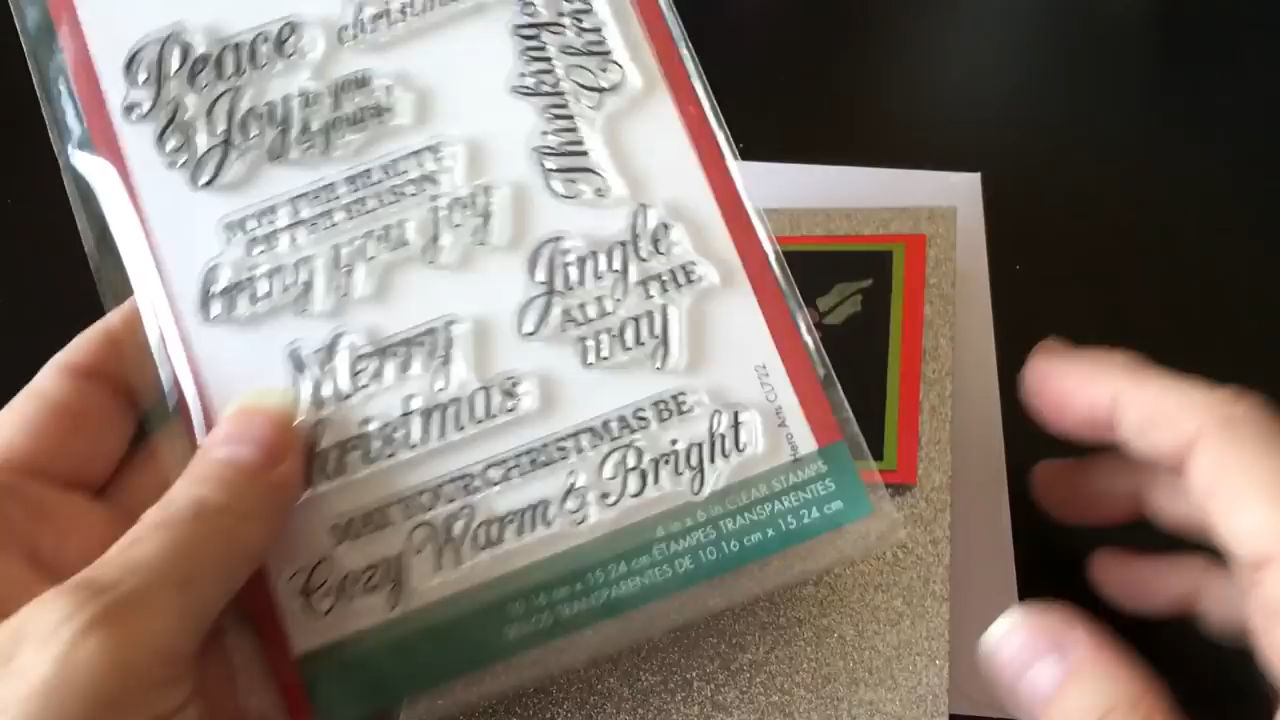 Peace
christmas
& Joy to you
& yours!
Thinking of
MAY THE BEAUTY
OF THE SEASON
bring you joy
Jingle
ALL THE
way
Merry
christmas
MAY YOUR CHRISTMAS BE
Cozy Warm & Bright
Hero Arts CL722
4 in x 6 in CLEAR STAMPS
10.16 cm x 15.24 cm ÉTAMPES TRANSPARENTES
TRANSPARENTES DE 10.16 cm x 15.24 cm